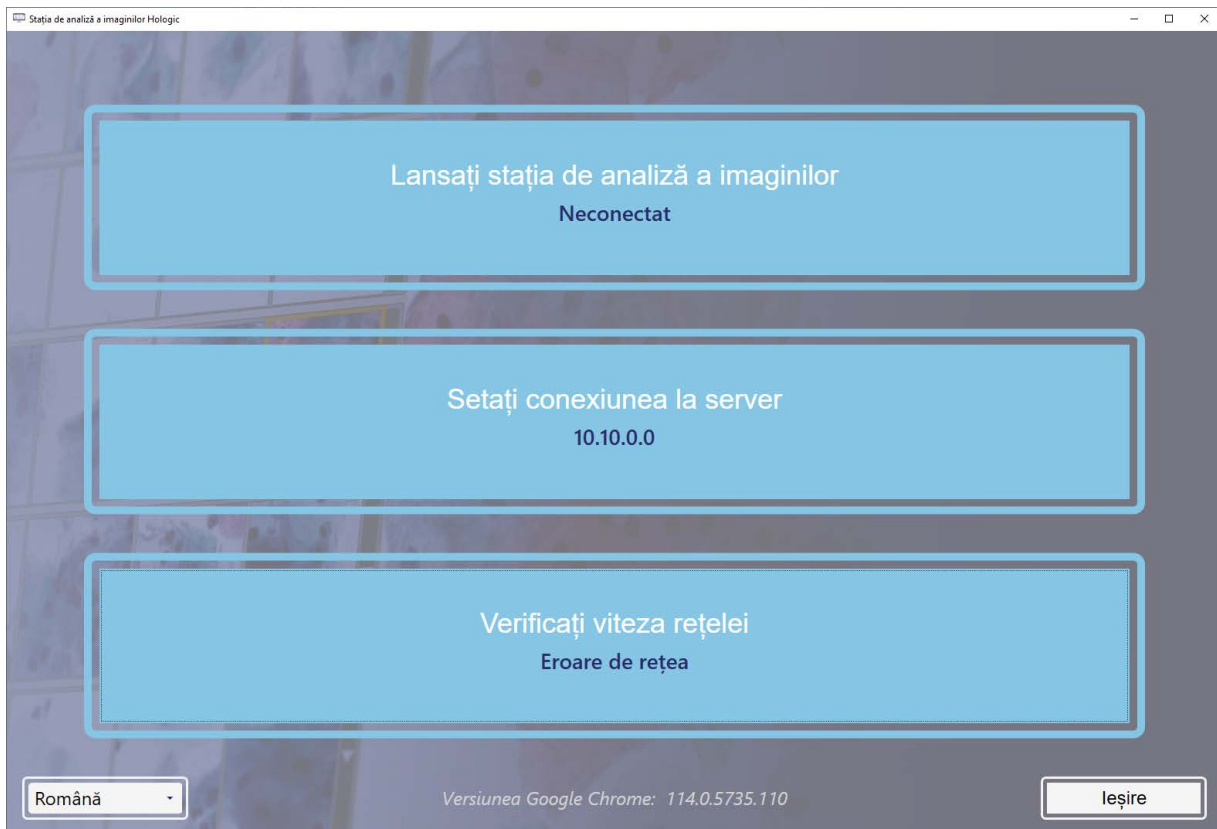 Stația de analiză a imaginilor Hologic
Lansați stația de analiză a imaginilor
Neconectat
Setați conexiunea la server
10.10.0.0
Verificați viteza rețelei
Eroare de rețea
Română
Versiunea Google Chrome: 114.0.5735.110
Ieșire